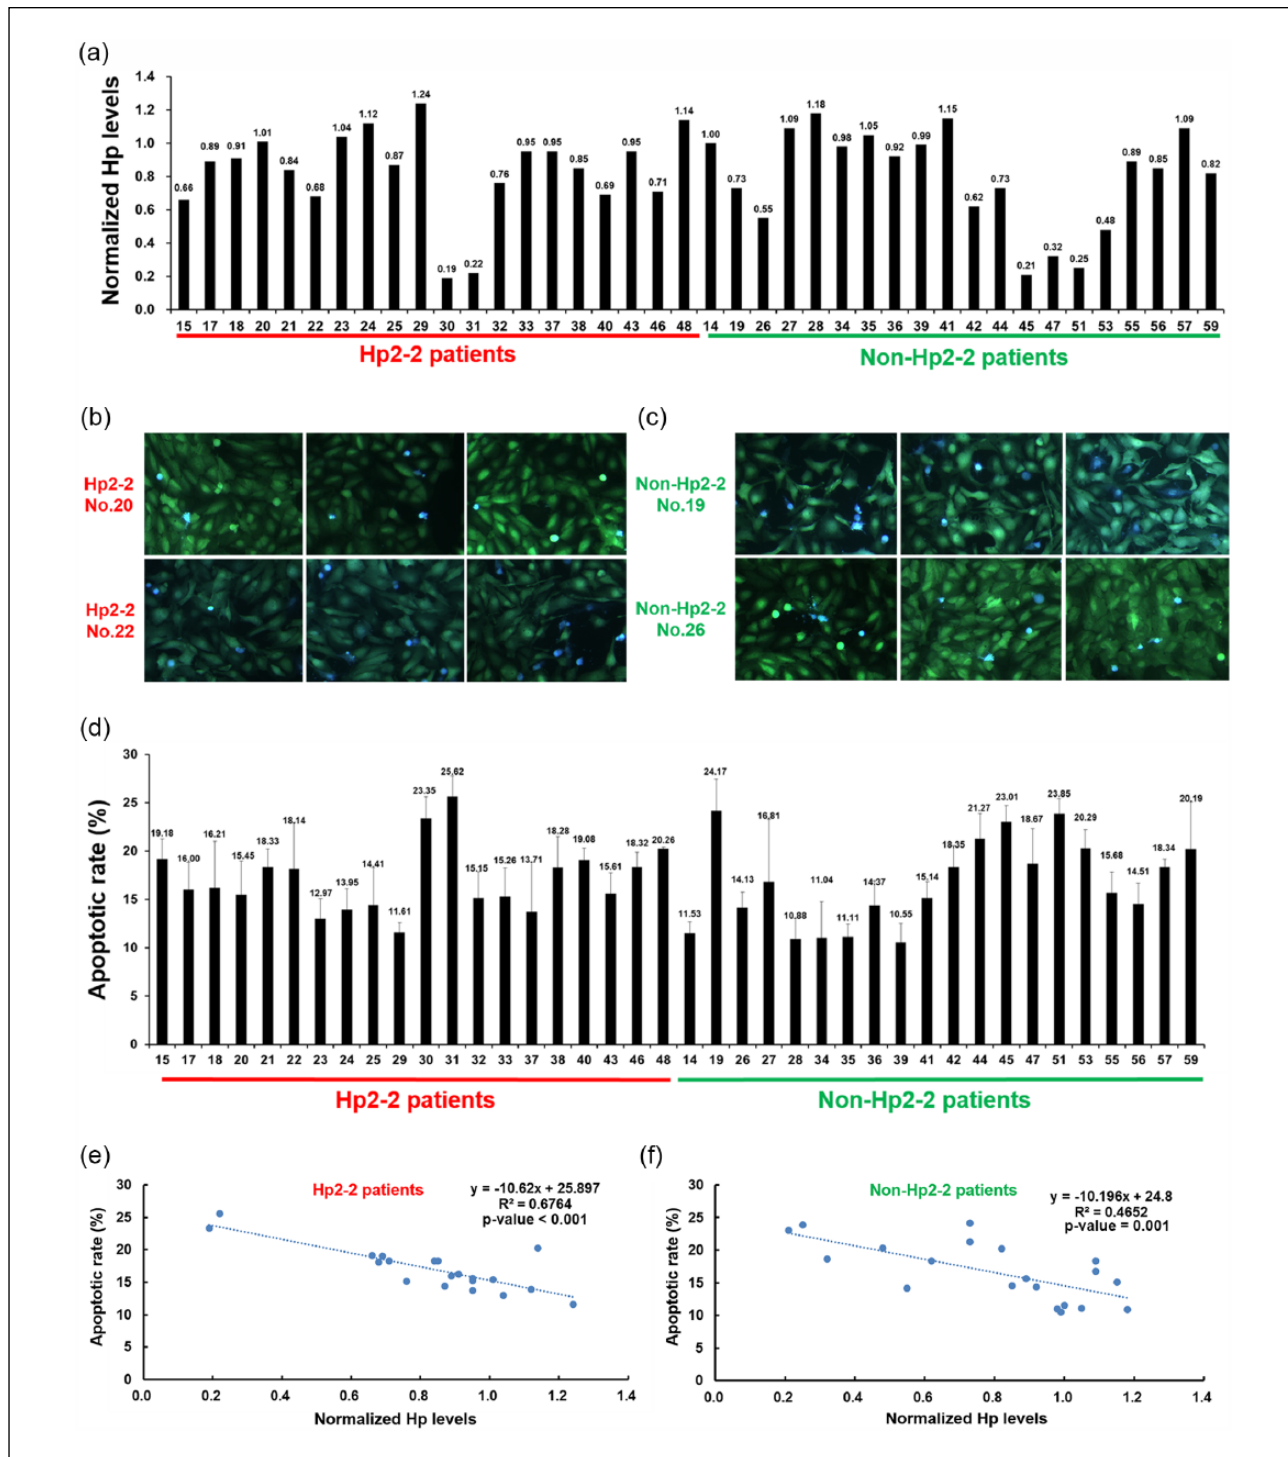 (a)
Normalized Hp levels
1.4
1.2
1.0
0.8
0.6
0.4
0.2
0.0
0.66 0.89 0.91 1.01 0.84 0.68 1.04 1.12 0.87 1.24 0.19 0.22 0.76 0.95 0.95 0.85 0.69 0.95 0.71 1.14 1.00 0.73 0.55 1.09 1.18 0.98 1.05 0.92 0.99 1.15 0.62 0.73 0.21 0.32 0.25 0.48 0.89 0.85 1.09 0.82
15 17 18 20 21 22 23 24 25 29 30 31 32 33 37 38 40 43 46 48 14 19 26 27 28 34 35 36 39 41 42 44 45 47 51 53 55 56 57 59
Hp2-2 patients Non-Hp2-2 patients
(b)
Hp2-2
No.20
Hp2-2
No.22
(c)
Non-Hp2-2
No.19
Non-Hp2-2
No.26
(d)
Apoptotic rate (%)
30
25
20
15
10
5
0
19.18 16.00 16.21 15.45 18.33 18.14 12.97 13.95 14.41 11.61 23.35 25.62 15.15 15.26 13.71 18.28 19.08 15.61 18.32 20.26 11.53 24.17 14.13 16.81 10.88 11.04 11.11 14.37 10.55 15.14 18.35 21.27 23.01 18.67 23.85 20.29 15.68 14.51 18.34 20.19
15 17 18 20 21 22 23 24 25 29 30 31 32 33 37 38 40 43 46 48 14 19 26 27 28 34 35 36 39 41 42 44 45 47 51 53 55 56 57 59
Hp2-2 patients Non-Hp2-2 patients
(e)
Hp2-2 patients
y = -10.62x + 25.897
R² = 0.6764
p-value < 0.001
Apoptotic rate (%)
30
25
20
15
10
5
0
0.0 0.2 0.4 0.6 0.8 1.0 1.2 1.4
Normalized Hp levels
(f)
Non-Hp2-2 patients
y = -10.196x + 24.8
R² = 0.4652
p-value = 0.001
Apoptotic rate (%)
30
25
20
15
10
5
0
0.0 0.2 0.4 0.6 0.8 1.0 1.2 1.4
Normalized Hp levels